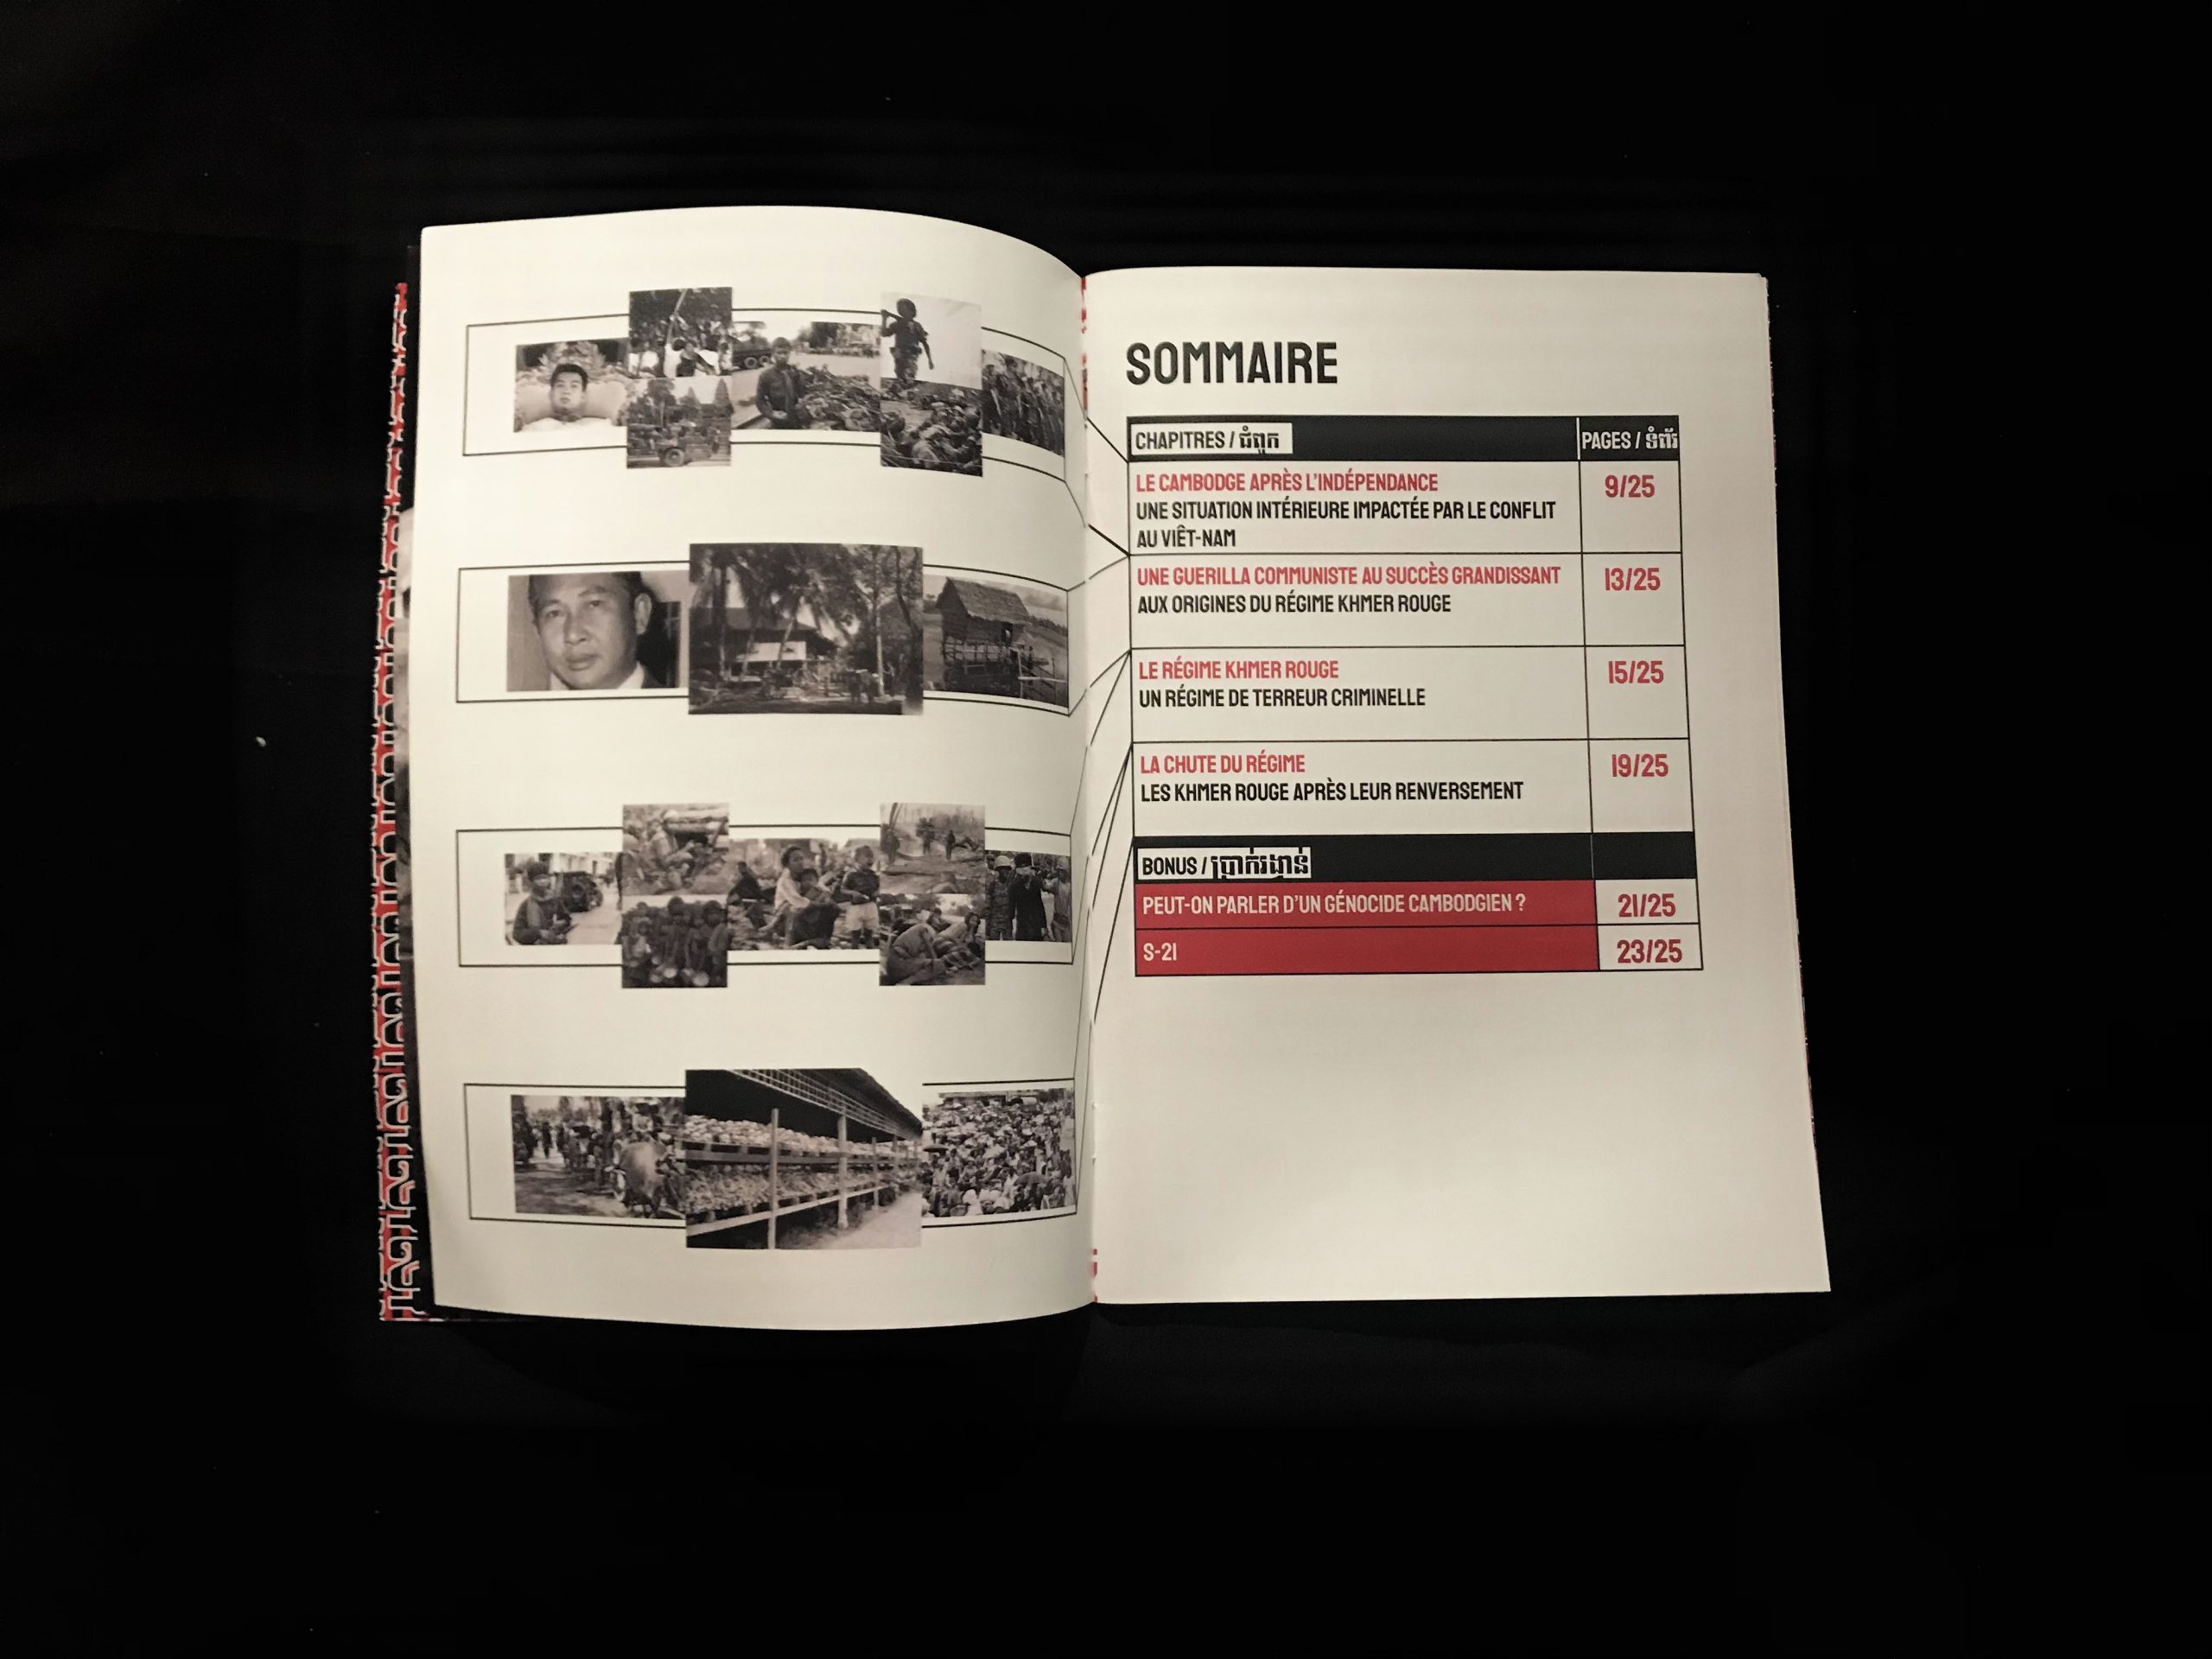 SOMMAIRE
CHAPITRES / ជំពូក
PAGES / ទំព័រ
LE CAMBODGE APRÈS L'INDÉPENDANCE
9/25
UNE SITUATION INTÉRIEURE IMPACTÉE PAR LE CONFLIT
AU VIÊT-NAM
UNE GUERILLA COMMUNISTE AU SUCCÈS GRANDISSANT
13/25
AUX ORIGINES DU RÉGIME KHMER ROUGE
LE RÉGIME KHMER ROUGE
15/25
UN RÉGIME DE TERREUR CRIMINELLE
LA CHUTE DU RÉGIME
19/25
LES KHMER ROUGE APRÈS LEUR RENVERSEMENT
BONUS / ប្រាក់រង្វាន់
PEUT-ON PARLER D'UN GÉNOCIDE CAMBODGIEN ?
21/25
S-21
23/25